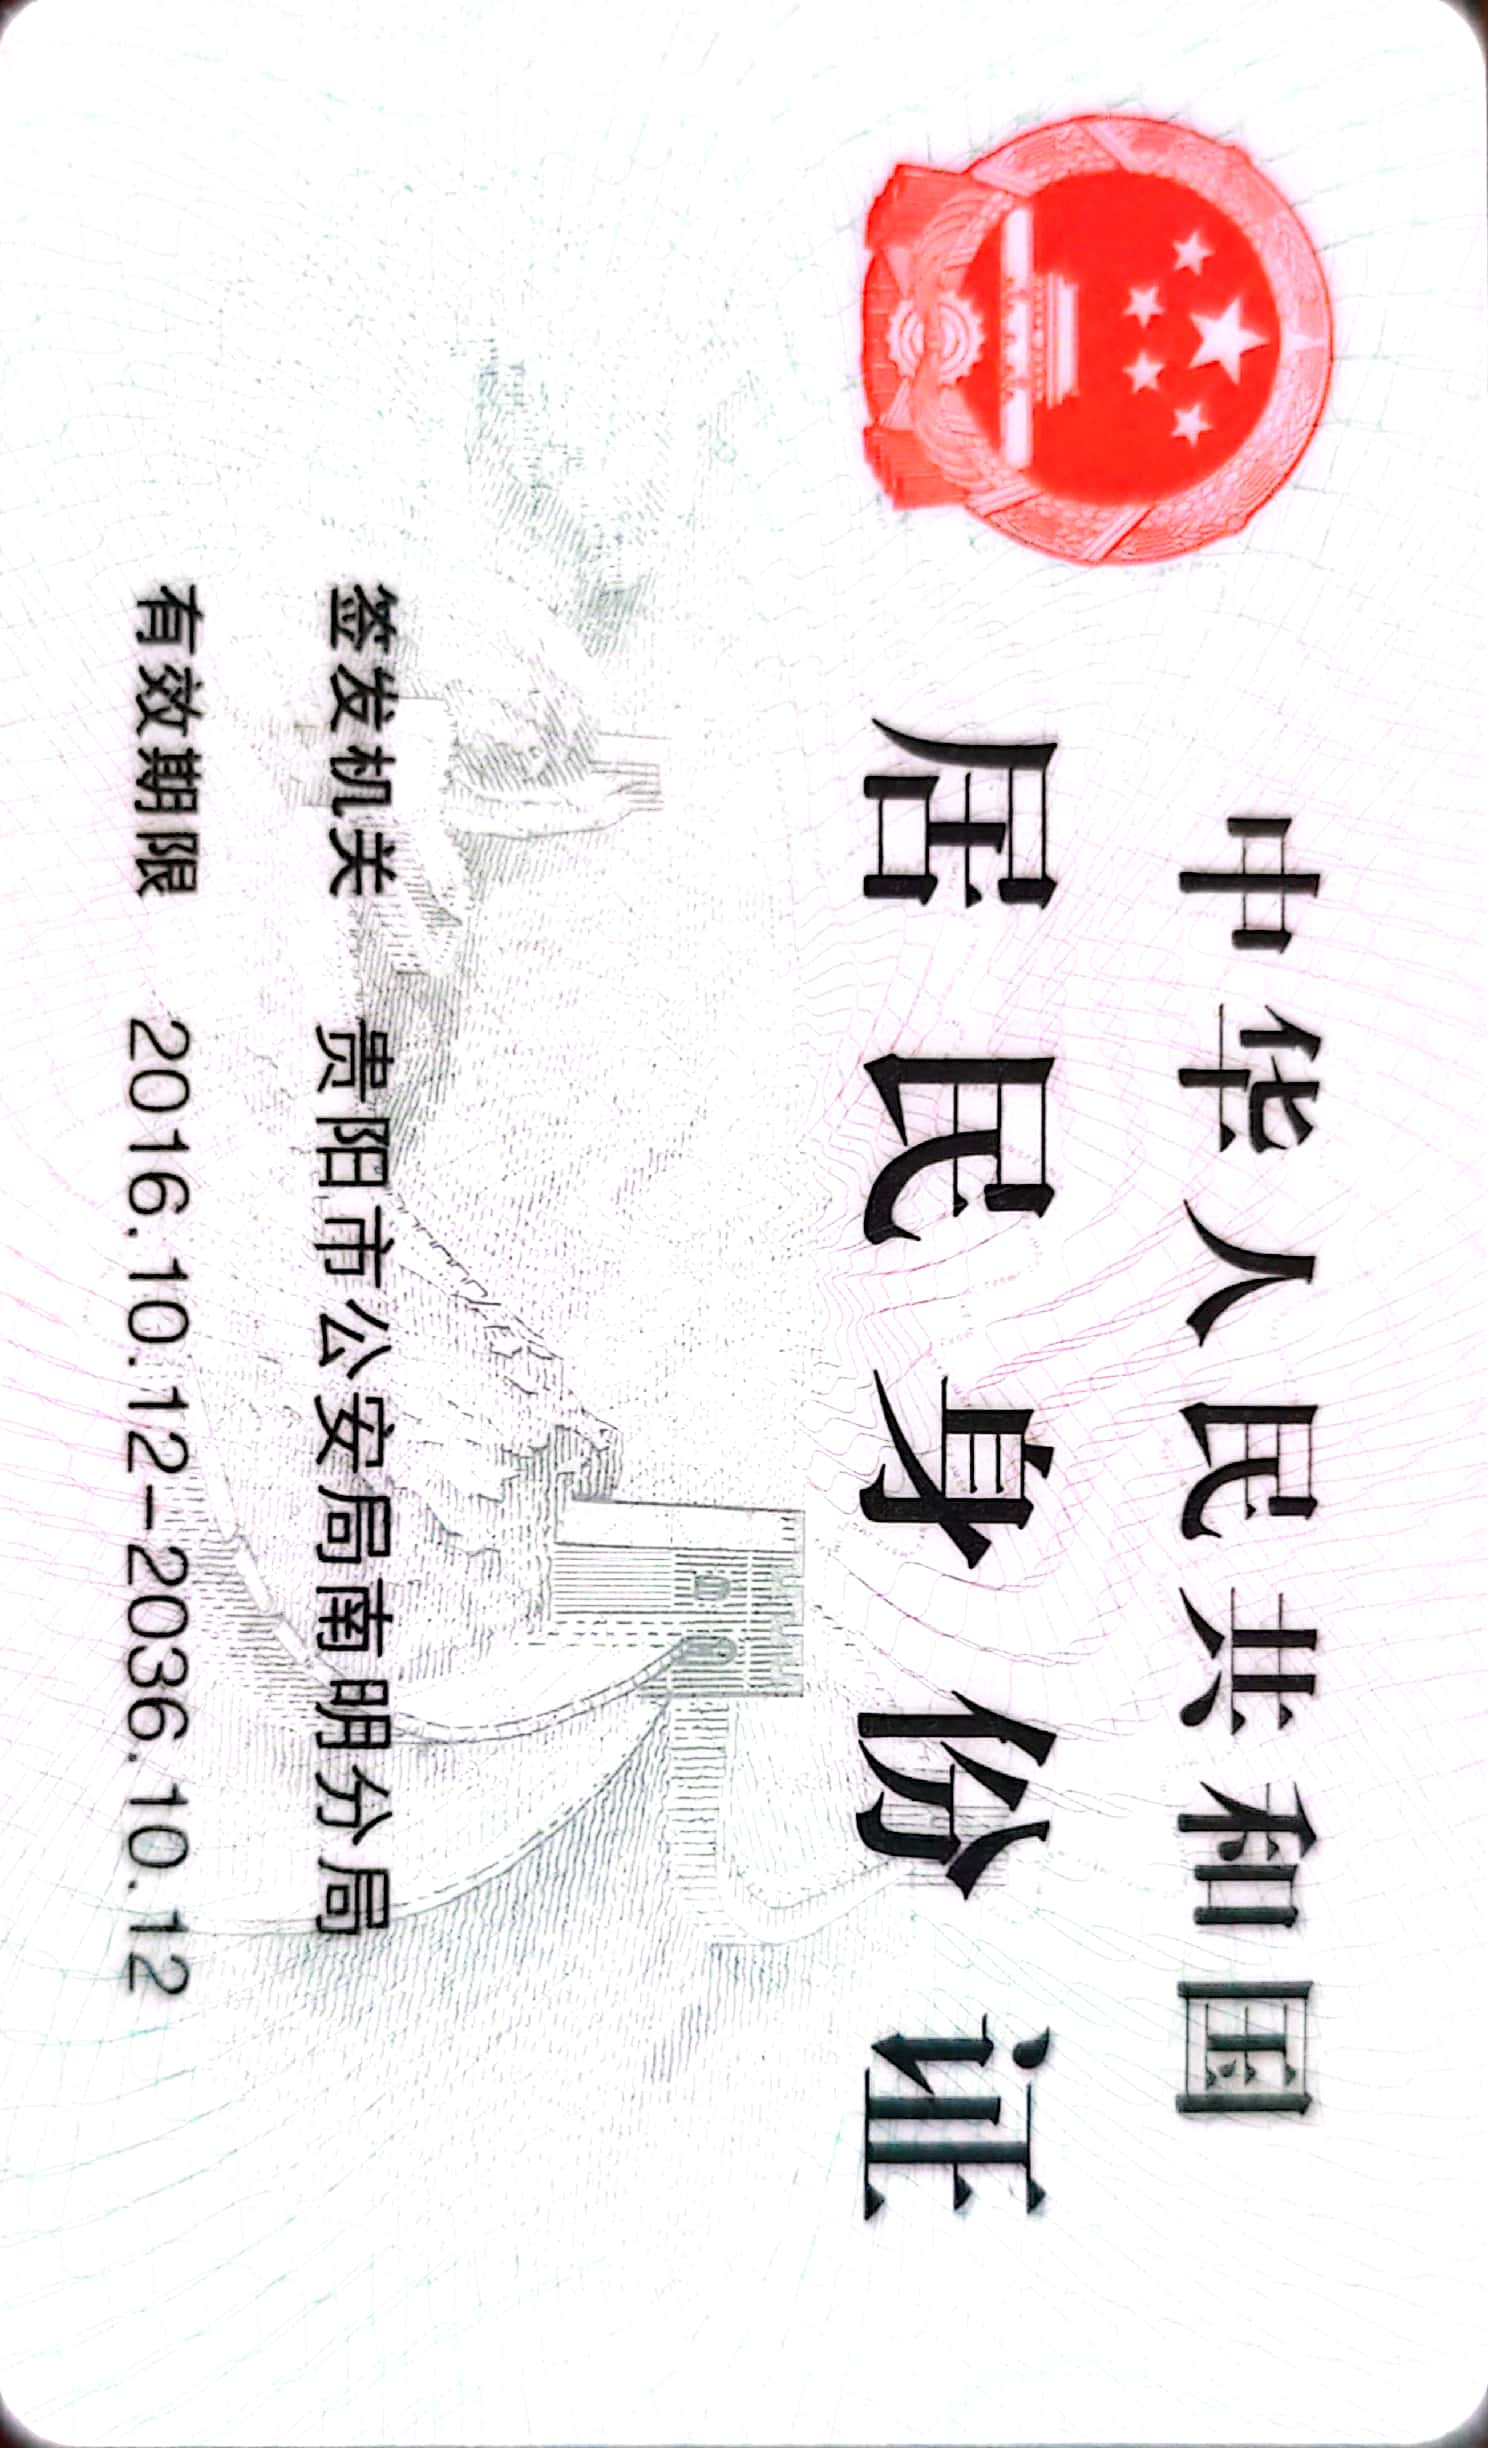 中华人民共和国
居民身份证
签发机关 贵阳市公安局南明分局
有效期限 2016.10.12-2036.10.12